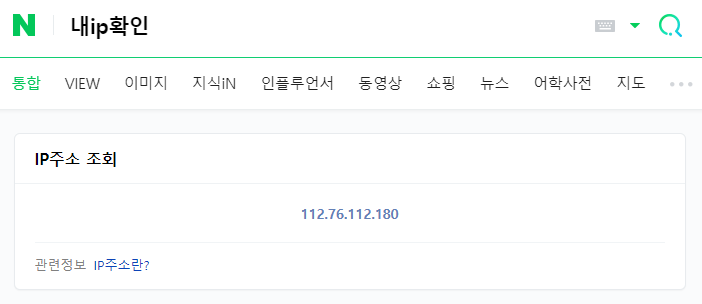 N 내ip확인
통합 VIEW 이미지 지식iN 인플루언서 동영상 쇼핑 뉴스 어학사전 지도
IP주소 조회
112.76.112.180
관련정보 IP주소란?